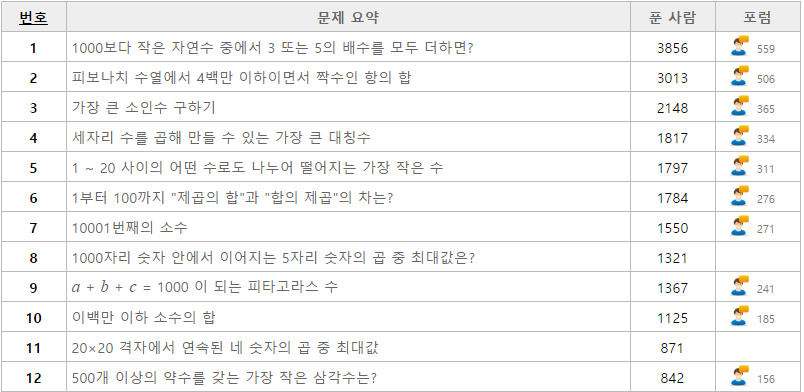 번호 문제 요약 푼 사람 포럼
1 1000보다 작은 자연수 중에서 3 또는 5의 배수를 모두 더하면? 3856 559
2 피보나치 수열에서 4백만 이하이면서 짝수인 항의 합 3013 506
3 가장 큰 소인수 구하기 2148 365
4 세자리 수를 곱해 만들 수 있는 가장 큰 대칭수 1817 334
5 1 ~ 20 사이의 어떤 수로도 나누어 떨어지는 가장 작은 수 1797 311
6 1부터 100까지 "제곱의 합"과 "합의 제곱"의 차는? 1784 276
7 10001번째의 소수 1550 271
8 1000자리 숫자 안에서 이어지는 5자리 숫자의 곱 중 최대값은? 1321
9 a + b + c = 1000 이 되는 피타고라스 수 1367 241
10 이백만 이하 소수의 합 1125 185
11 20×20 격자에서 연속된 네 숫자의 곱 중 최대값 871
12 500개 이상의 약수를 갖는 가장 작은 삼각수는? 842 156